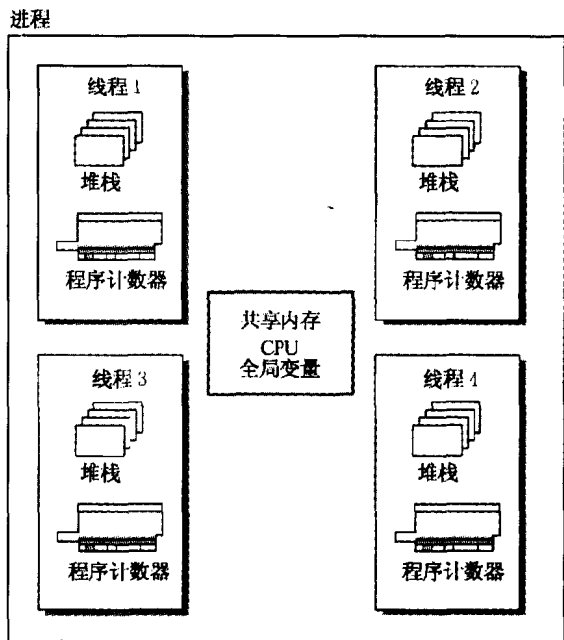 进程
线程1
堆栈
程序计数器
线程2
堆栈
程序计数器
共享内存
CPU
全局变量
线程3
堆栈
程序计数器
线程4
堆栈
程序计数器